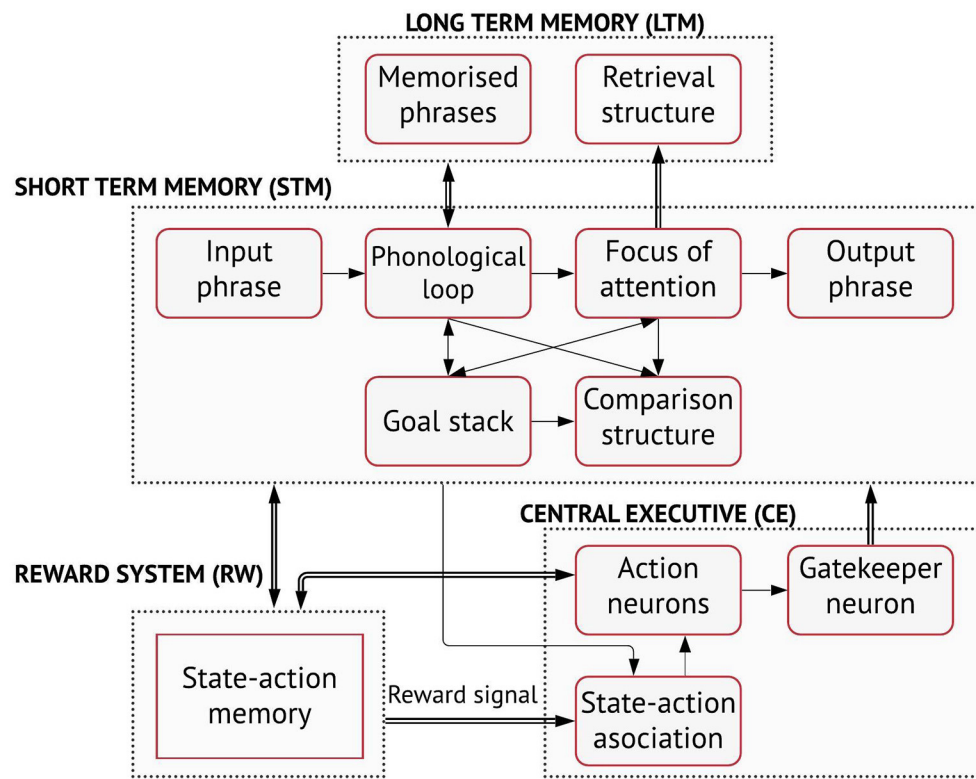 LONG TERM MEMORY (LTM)
Memorised
phrases
Retrieval
structure
SHORT TERM MEMORY (STM)
Input
phrase
Phonological
loop
Focus of
attention
Output
phrase
Goal stack
Comparison
structure
CENTRAL EXECUTIVE (CE)
REWARD SYSTEM (RW)
Action
neurons
Gatekeeper
neuron
State-action
memory
Reward signal
State-action
asociation